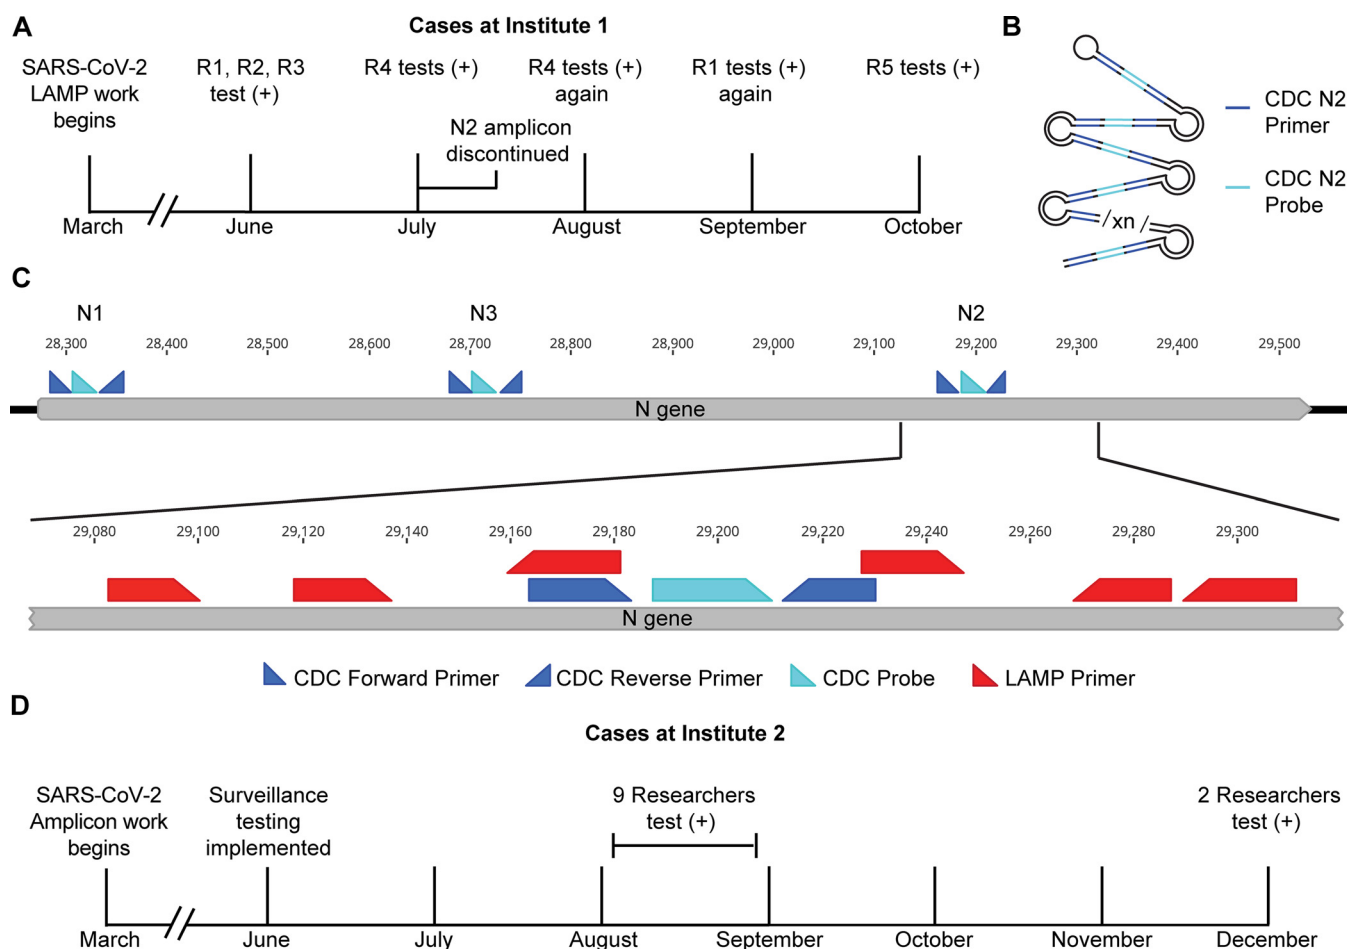 A
Cases at Institute 1
SARS-CoV-2
LAMP work
begins
R1, R2, R3
test (+)
R4 tests (+)
R4 tests (+)
again
R1 tests (+)
again
R5 tests (+)
N2 amplicon
discontinued
March
June
July
August
September
October
B
CDC N2
Primer
CDC N2
Probe
xn
C
N1
N3
N2
28,300
28,400
28,500
28,600
28,700
28,800
28,900
29,000
29,100
29,200
29,300
29,400
29,500
N gene
29,080
29,100
29,120
29,140
29,160
29,180
29,200
29,220
29,240
29,260
29,280
29,300
N gene
CDC Forward Primer
CDC Reverse Primer
CDC Probe
LAMP Primer
D
Cases at Institute 2
SARS-CoV-2
Amplicon work
begins
Surveillance
testing
implemented
9 Researchers
test (+)
2 Researchers
test (+)
March
June
July
August
September
October
November
December